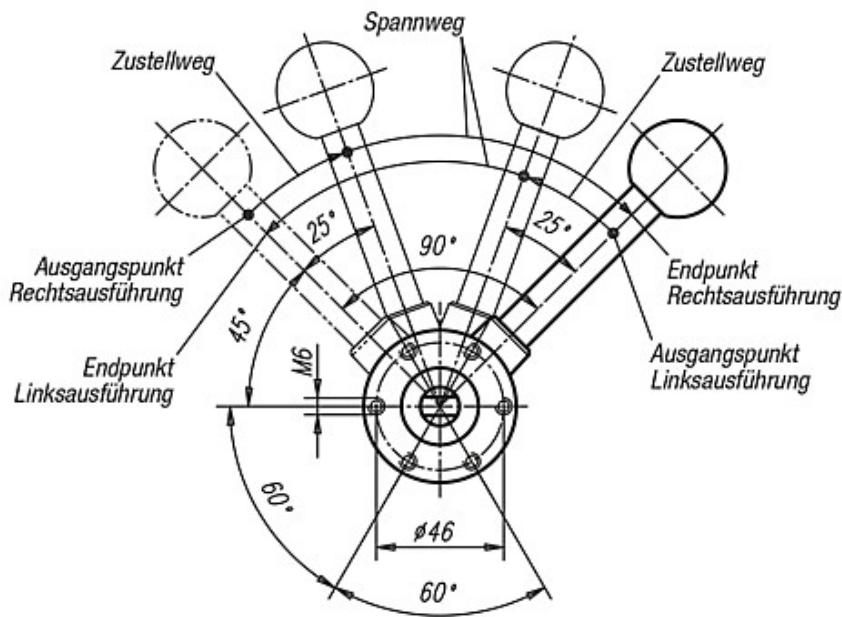 Spannweg
Zustellweg
Zustellweg
25°
25°
90°
Ausgangspunkt
Rechtsausführung
Endpunkt
Rechtsausführung
45°
M6
Endpunkt
Linksausführung
Ausgangspunkt
Linksausführung
60°
ø46
60°